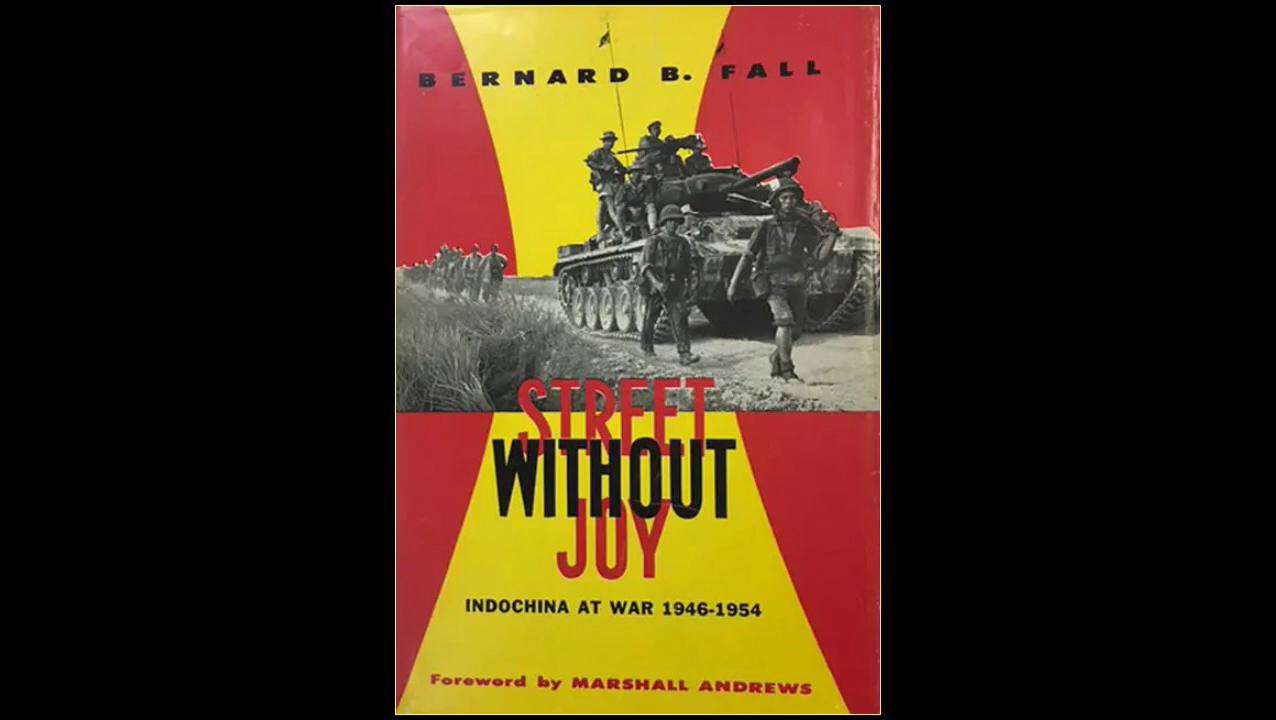 BERNARD B. FALL
STREET
WITHOUT
JOY
INDOCHINA AT WAR 1946-1954
Foreword by MARSHALL ANDREWS